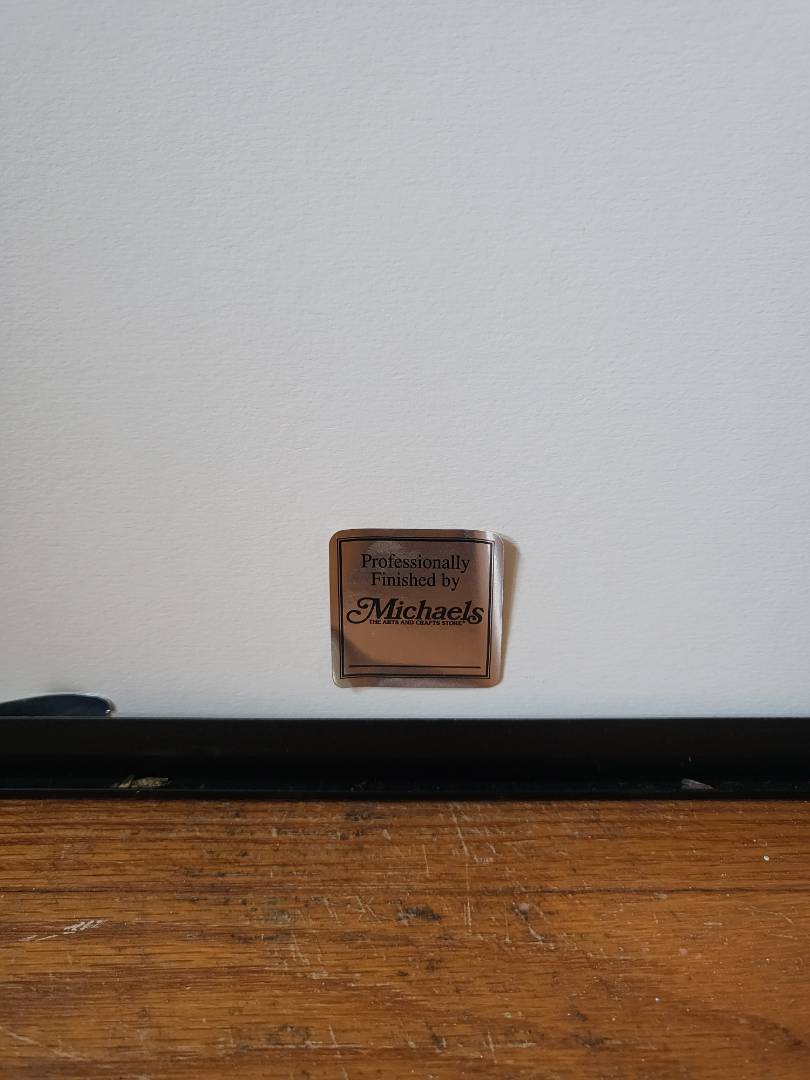 Professionally
Finished by
Michaels
THE ARTS AND CRAFTS STORE®